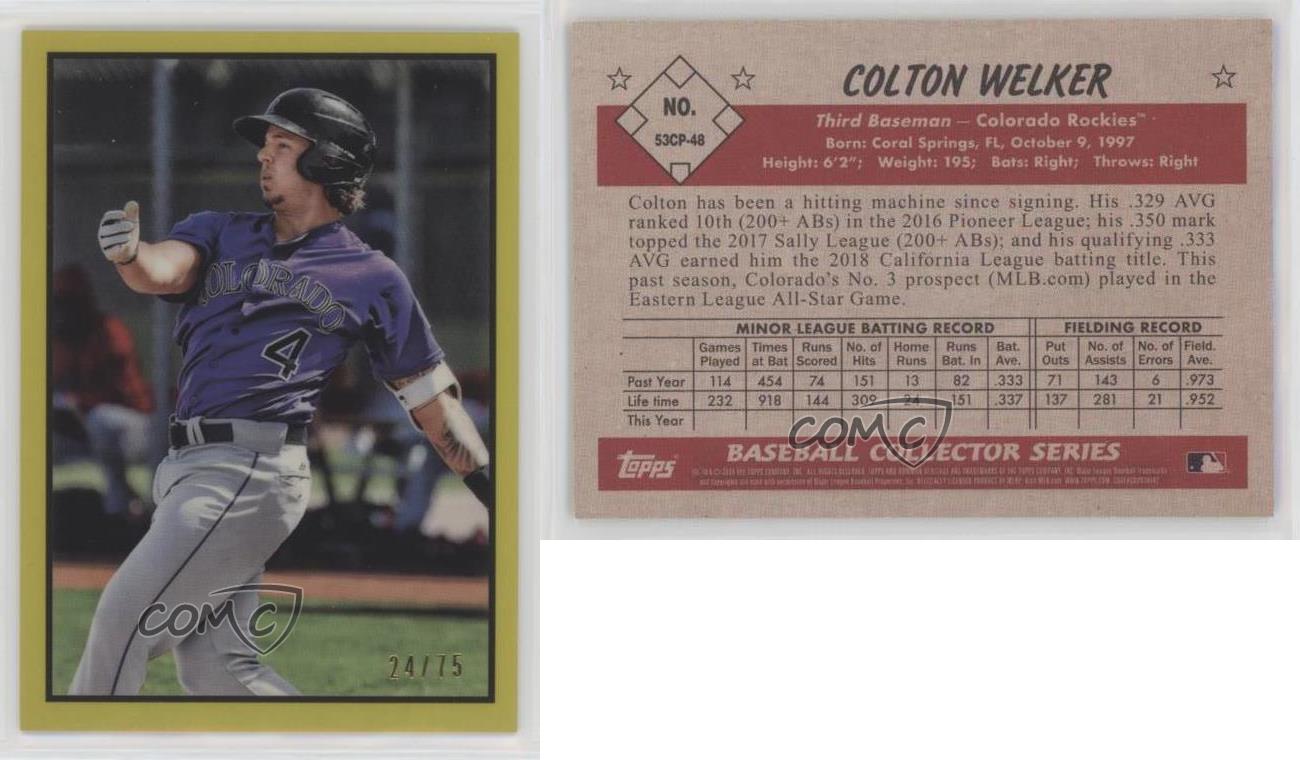 COLORADO
4
24/75
COMC
NO.
53CP-48
COLTON WELKER
Third Baseman — Colorado Rockies™
Born: Coral Springs, FL, October 9, 1997
Height: 6'2"; Weight: 195; Bats: Right; Throws: Right
Colton has been a hitting machine since signing. His .329 AVG
ranked 10th (200+ ABs) in the 2016 Pioneer League; his .350 mark
topped the 2017 Sally League (200+ ABs); and his qualifying .333
AVG earned him the 2018 California League batting title. This
past season, Colorado's No. 3 prospect (MLB.com) played in the
Eastern League All-Star Game.
MINOR LEAGUE BATTING RECORD FIELDING RECORD
Games Times Runs No. of Home Runs Bat. Put No. of No. of Field.
Played at Bat Scored Hits Runs Bat. In Ave. Outs Assists Errors Ave.
Past Year 114 454 74 151 13 82 .333 71 143 6 .973
Life time 232 918 144 309 24 151 .337 137 281 21 .952
This Year
COMC
topps BASEBALL COLLECTOR SERIES